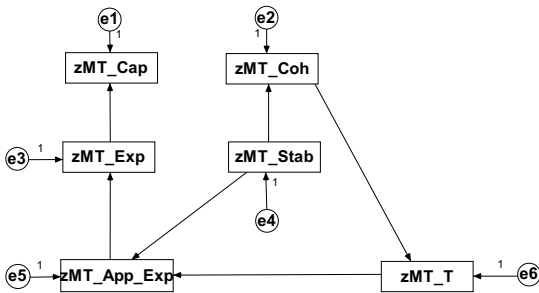 e1
e2
1
1
zMT_Cap
zMT_Coh
1
e3
zMT_Exp
zMT_Stab
1
e4
1
e5
zMT_App_Exp
zMT_T
1
e6